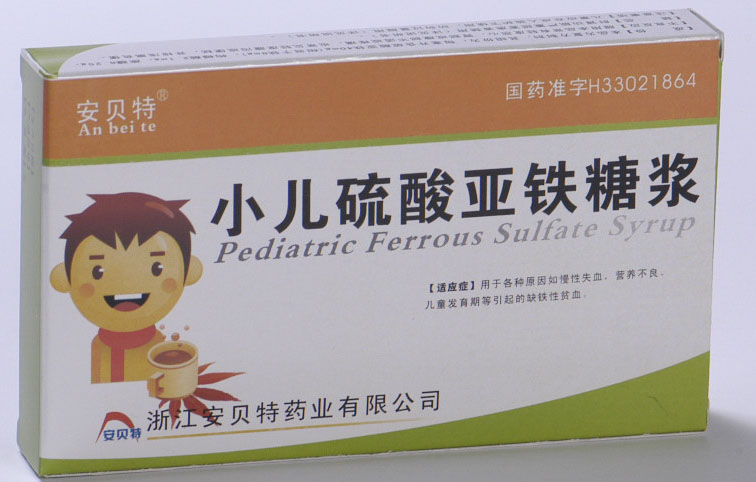 安贝特®
An bei te
国药准字H33021864
小儿硫酸亚铁糖浆
Pediatric Ferrous Sulfate Syrup
【适应症】用于各种原因如慢性失血、营养不良、
儿童发育期等引起的缺铁性贫血.
安贝特
浙江安贝特药业有限公司